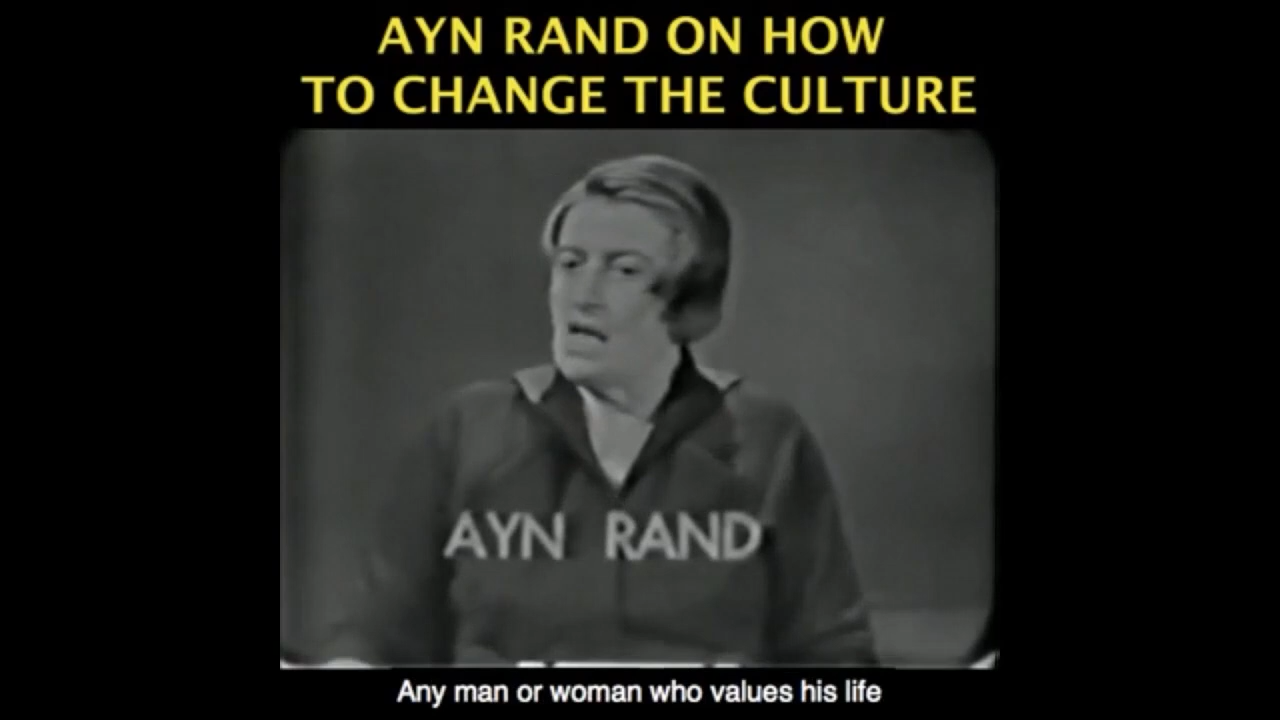 AYN RAND ON HOW
TO CHANGE THE CULTURE
AYN RAND
Any man or woman who values his life